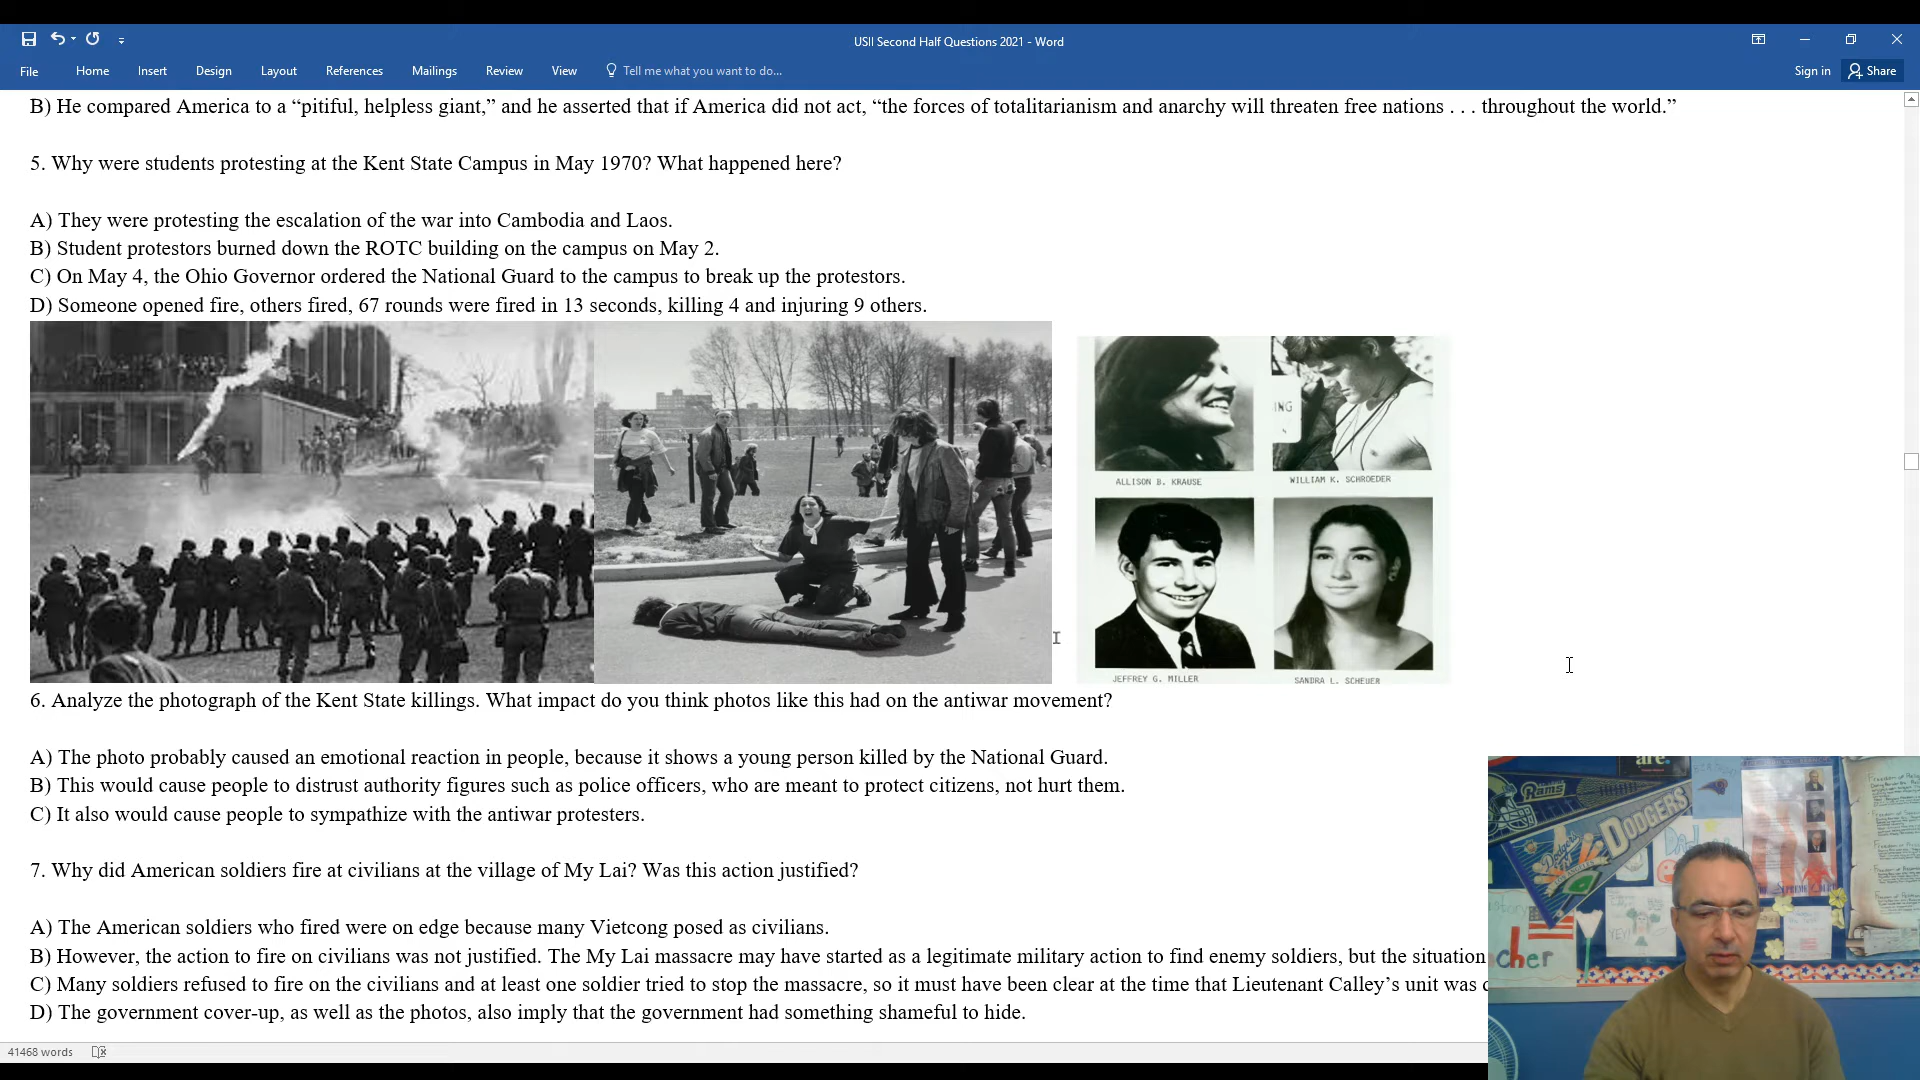 USII Second Half Questions 2021 - Word
File Home Insert Design Layout References Mailings Review View Tell me what you want to do... Sign in Share
B) He compared America to a “pitiful, helpless giant,” and he asserted that if America did not act, “the forces of totalitarianism and anarchy will threaten free nations . . . throughout the world.”
5. Why were students protesting at the Kent State Campus in May 1970? What happened here?
A) They were protesting the escalation of the war into Cambodia and Laos.
B) Student protestors burned down the ROTC building on the campus on May 2.
C) On May 4, the Ohio Governor ordered the National Guard to the campus to break up the protestors.
D) Someone opened fire, others fired, 67 rounds were fired in 13 seconds, killing 4 and injuring 9 others.
ING
ALLISON B. KRAUSE WILLIAM K. SCHROEDER
JEFFREY G. MILLER SANDRA L. SCHEUER
6. Analyze the photograph of the Kent State killings. What impact do you think photos like this had on the antiwar movement?
A) The photo probably caused an emotional reaction in people, because it shows a young person killed by the National Guard.
B) This would cause people to distrust authority figures such as police officers, who are meant to protect citizens, not hurt them.
C) It also would cause people to sympathize with the antiwar protesters.
7. Why did American soldiers fire at civilians at the village of My Lai? Was this action justified?
A) The American soldiers who fired were on edge because many Vietcong posed as civilians.
B) However, the action to fire on civilians was not justified. The My Lai massacre may have started as a legitimate military action to find enemy soldiers, but the situation
C) Many soldiers refused to fire on the civilians and at least one soldier tried to stop the massacre, so it must have been clear at the time that Lieutenant Calley’s unit was
D) The government cover-up, as well as the photos, also imply that the government had something shameful to hide.
41468 words
are.
Rams
DODGERS
Dodgers
YEY!
cher